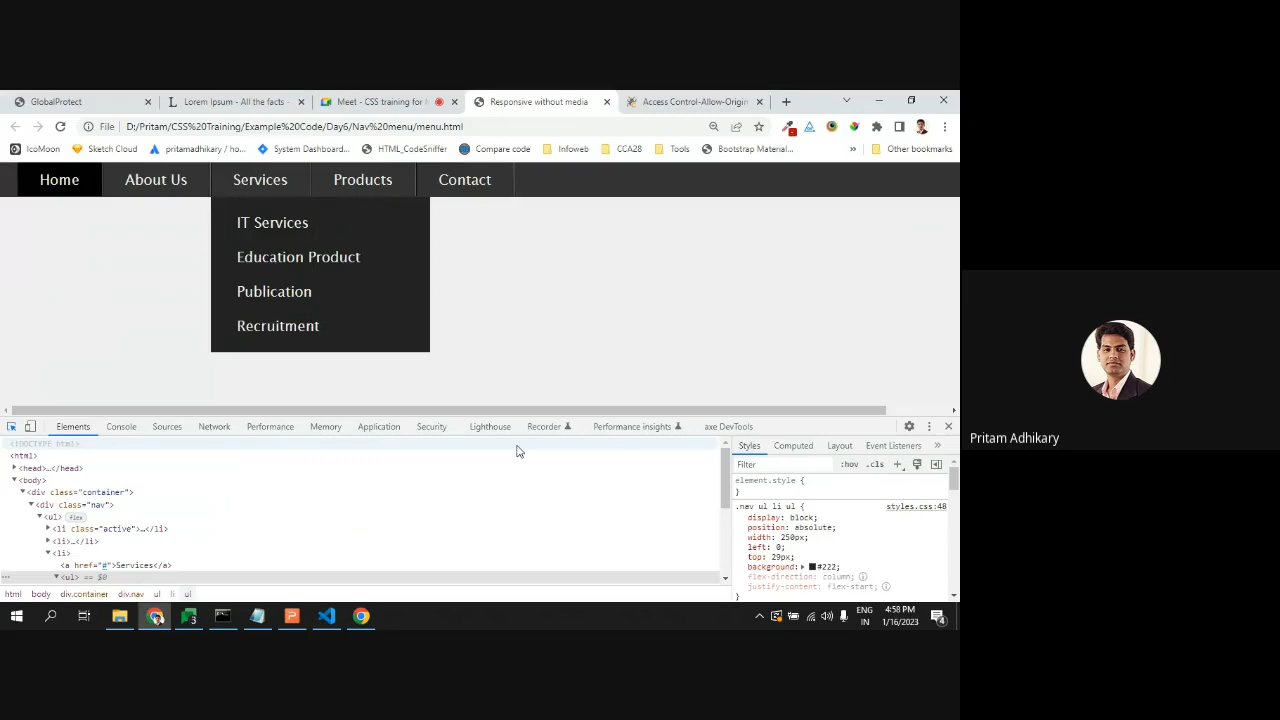 GlobalProtect
Lorem Ipsum - All the facts -
Meet - CSS training for
Responsive without media
Access Control-Allow-Origin
File D:/Pritam/CSS%20Training/Example%20Code/Day6/Nav%20menu/menu.html
IcoMoon Sketch Cloud pritamadhikary / ho... System Dashboard... HTML_CodeSniffer Compare code Infoweb CCA28 Tools Bootstrap Material... » Other bookmarks
Home About Us Services Products Contact
IT Services
Education Product
Publication
Recruitment
Elements Console Sources Network Performance Memory Application Security Lighthouse Recorder Performance insights axe DevTools
<!DOCTYPE html>
<html>
<head>…</head>
<body>
<div class="container">
<div class="nav">
<ul> flex
<li class="active">…</li>
<li>…</li>
<li>
<a href="#">Services</a>
<ul> == $0
html body div.container div.nav ul li ul
Styles Computed Layout Event Listeners »
Filter :hov .cls +
element.style {
}
.nav ul li ul { styles.css:48
display: block;
position: absolute;
width: 250px;
left: 0;
top: 29px;
background: #222;
flex-direction: column;
justify-content: flex-start;
}
ENG
IN
4:58 PM
1/16/2023
4
Pritam Adhikary